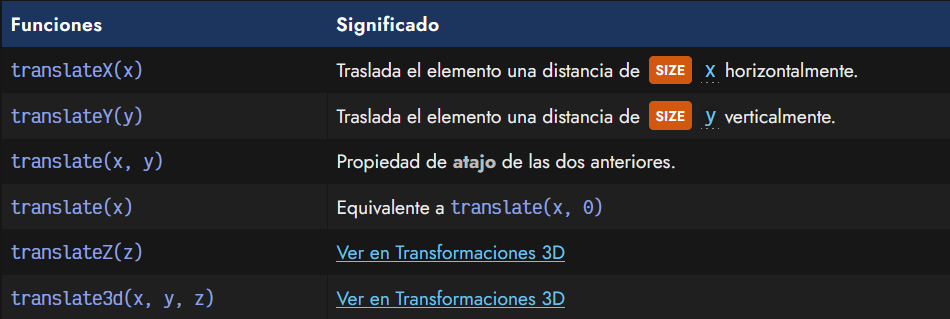 Funciones Significado
translateX(x) Traslada el elemento una distancia de SIZE x horizontalmente.
translateY(y) Traslada el elemento una distancia de SIZE y verticalmente.
translate(x, y) Propiedad de atajo de las dos anteriores.
translate(x) Equivalente a translate(x, 0)
translateZ(z) Ver en Transformaciones 3D
translate3d(x, y, z) Ver en Transformaciones 3D